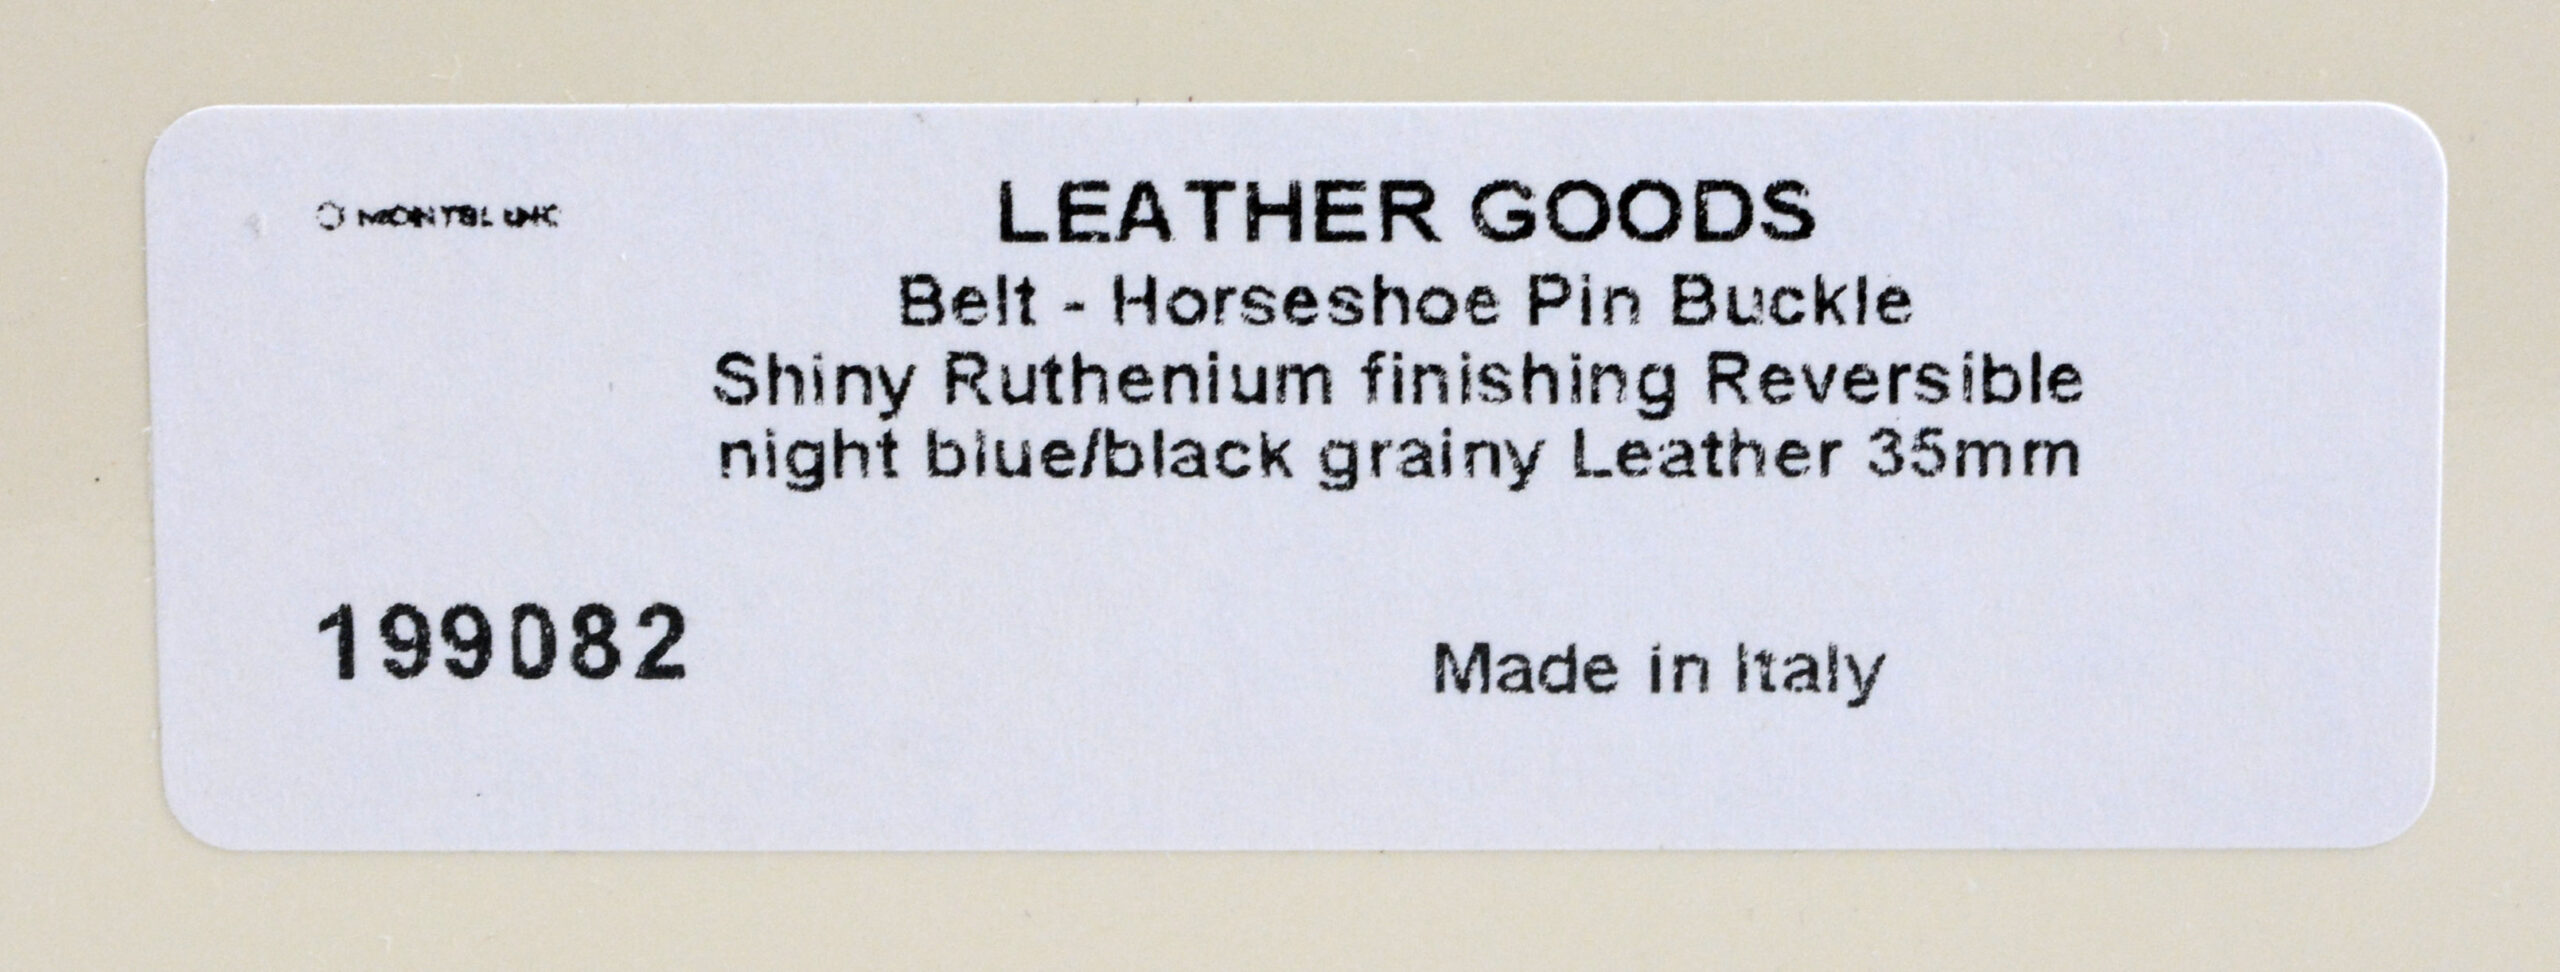 MONTBLANC
LEATHER GOODS
Belt - Horseshoe Pin Buckle
Shiny Ruthenium finishing Reversible
night blue/black grainy Leather 35mm
199082
Made in Italy